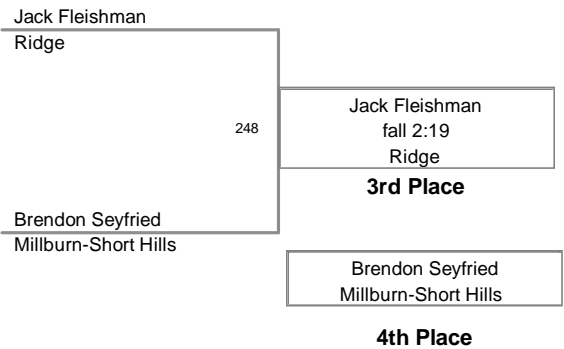 Jack Fleishman
Ridge
248
Jack Fleishman
fall 2:19
Ridge
3rd Place
Brendon Seyfried
Millburn-Short Hills
Brendon Seyfried
Millburn-Short Hills
4th Place